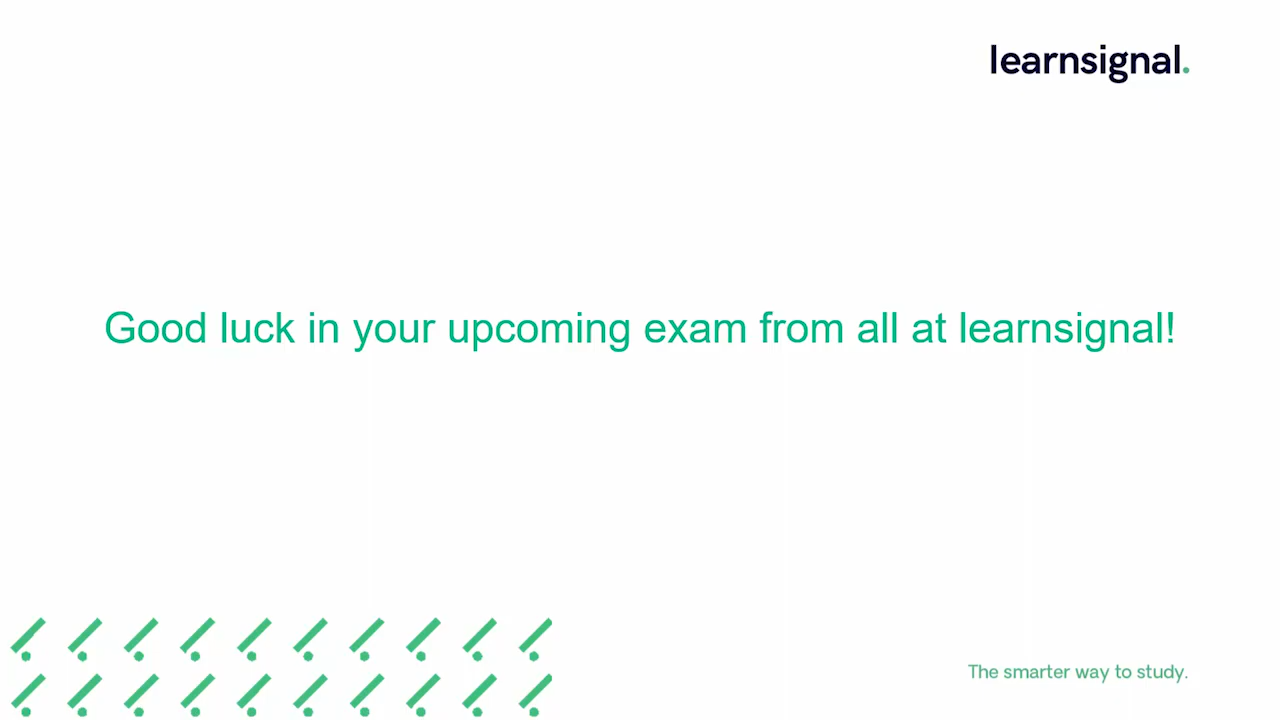 learnsignal.
Good luck in your upcoming exam from all at learnsignal!
The smarter way to study.